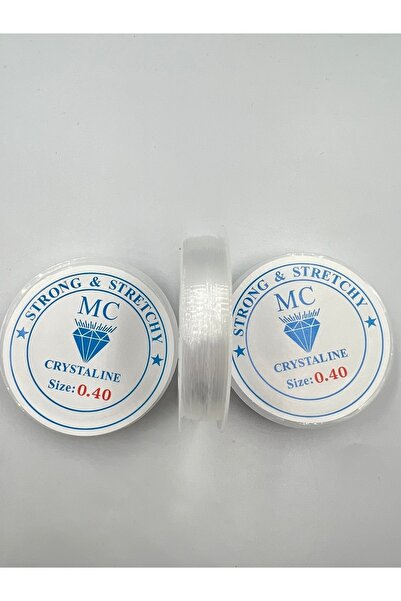 STRONG & STRETCHY
MC
CRYSTALINE
Size: 0.40
STRONG & STRETCHY
MC
CRYSTALINE
Size: 0.40